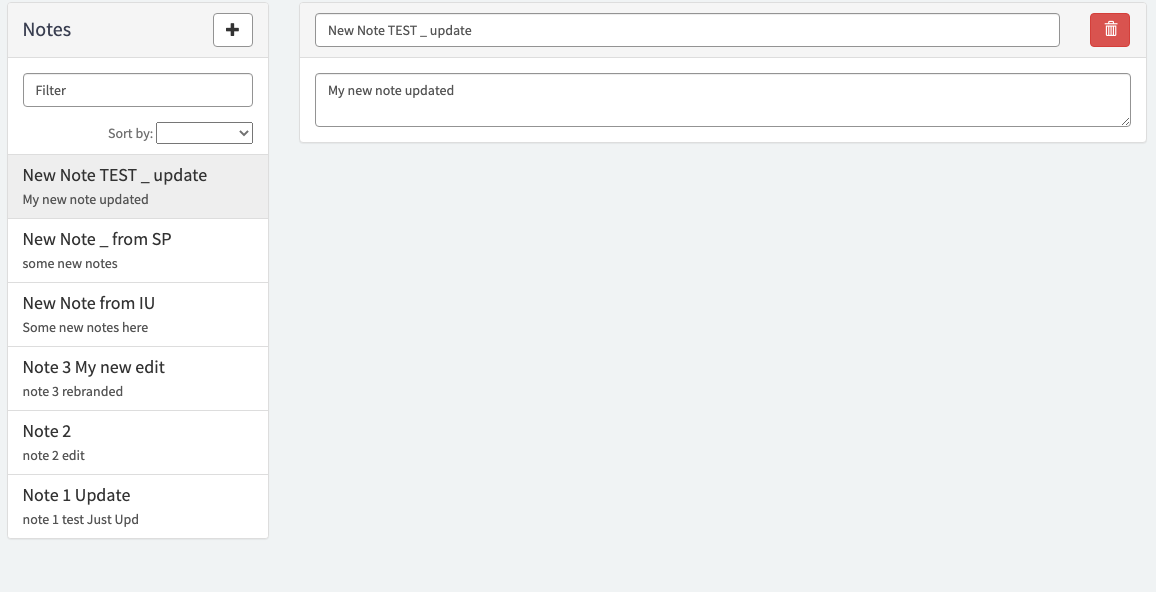 Notes
Filter
Sort by:
New Note TEST _ update
My new note updated
New Note _ from SP
some new notes
New Note from IU
Some new notes here
Note 3 My new edit
note 3 rebranded
Note 2
note 2 edit
Note 1 Update
note 1 test Just Upd
New Note TEST _ update
My new note updated